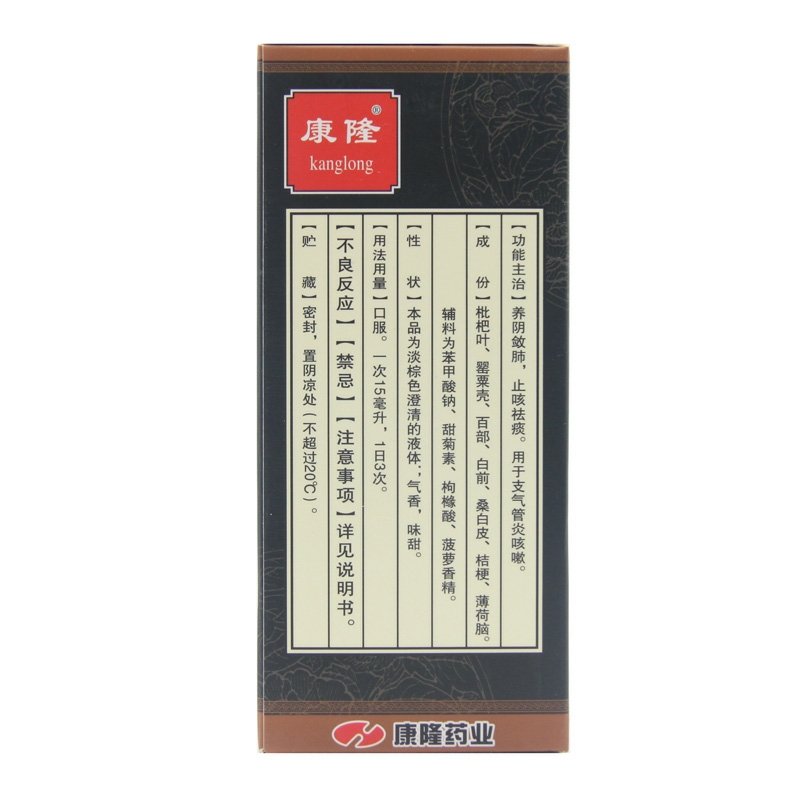 康隆®
kanglong
【功能主治】养阴敛肺，止咳祛痰。用于支气管炎咳嗽。
【成份】枇杷叶、罂粟壳、百部、白前、桑白皮、桔梗、薄荷脑。
辅料为苯甲酸钠、甜菊素、枸橼酸、菠萝香精。
【性状】本品为淡棕色澄清的液体；气香，味甜。
【用法用量】口服。一次15毫升，1日3次。
【不良反应】【禁忌】【注意事项】详见说明书。
【贮藏】密封，置阴凉处(不超过20℃)。
康隆药业